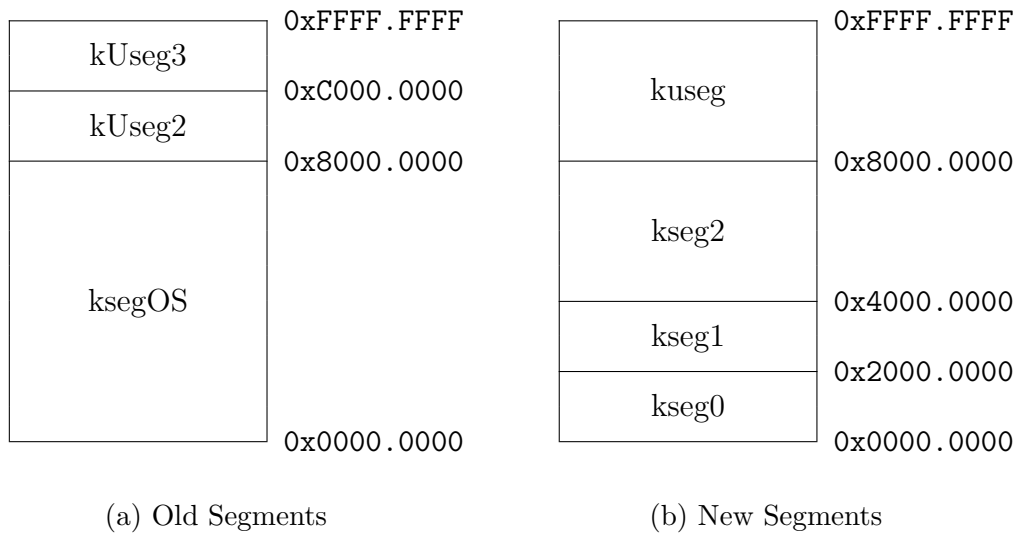 0xFFFF.FFFF
kUseg3
0xC000.0000
kUseg2
0x8000.0000
ksegOS
0x0000.0000
(a) Old Segments
0xFFFF.FFFF
kuseg
0x8000.0000
kseg2
0x4000.0000
kseg1
0x2000.0000
kseg0
0x0000.0000
(b) New Segments